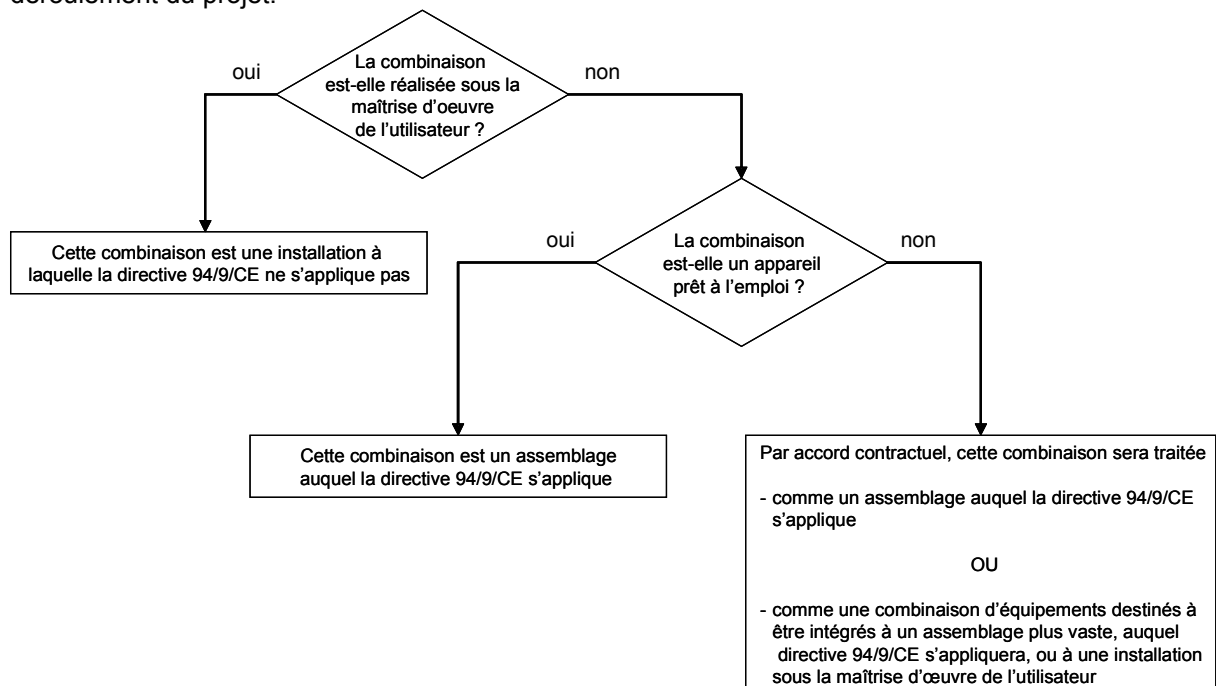 déroulement du projet.
La combinaison
est-elle réalisée sous la
maîtrise d'oeuvre
de l'utilisateur ?
oui
non
Cette combinaison est une installation à
laquelle la directive 94/9/CE ne s'applique pas
La combinaison
est-elle un appareil
prêt à l'emploi ?
oui
non
Cette combinaison est un assemblage
auquel la directive 94/9/CE s'applique
Par accord contractuel, cette combinaison sera traitée
- comme un assemblage auquel la directive 94/9/CE
s'applique
OU
- comme une combinaison d'équipements destinés à
être intégrés à un assemblage plus vaste, auquel
directive 94/9/CE s'appliquera, ou à une installation
sous la maîtrise d'œuvre de l'utilisateur